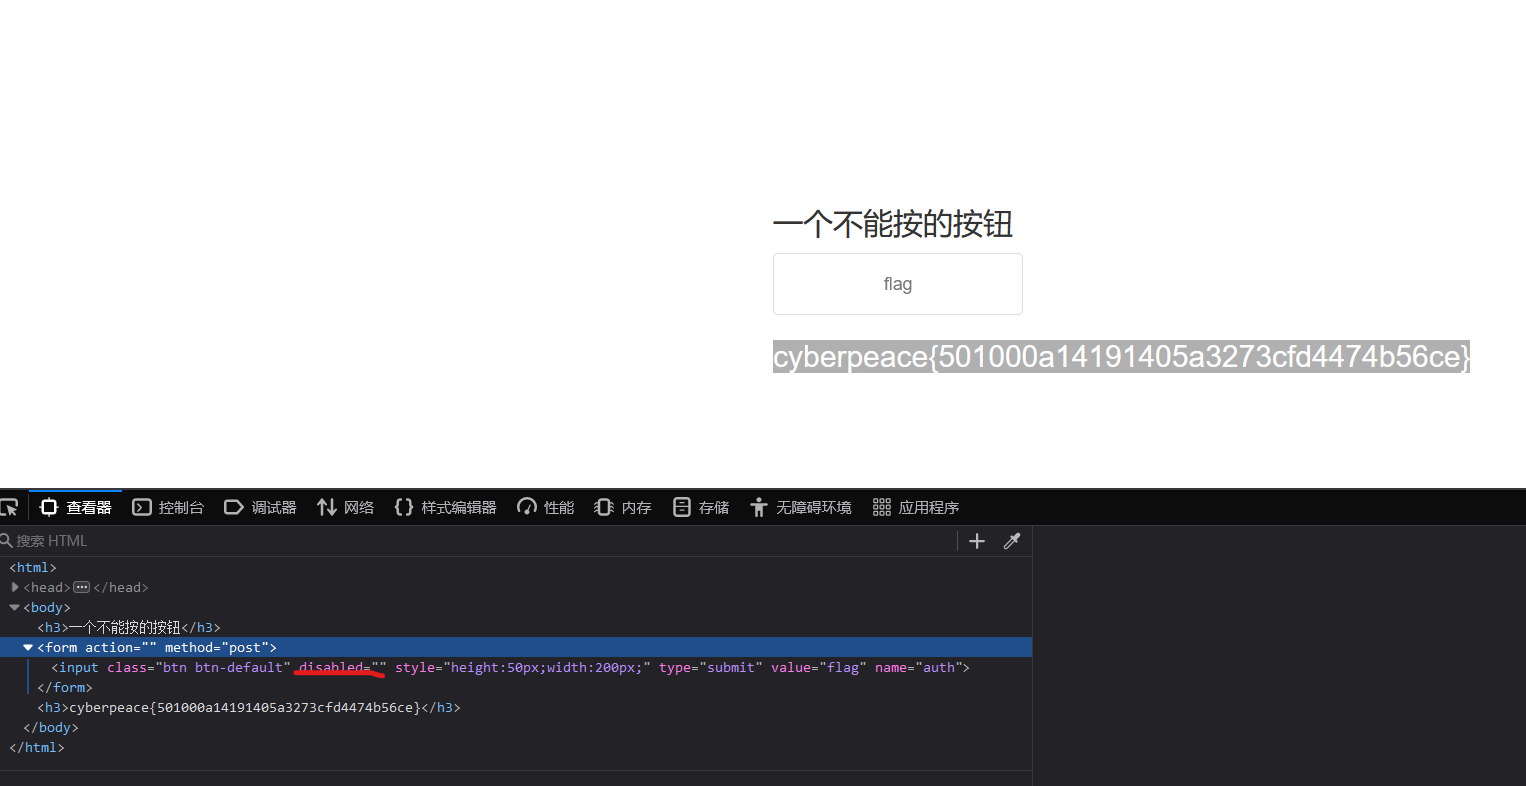 一个不能按的按钮
flag
cyberpeace{501000a14191405a3273cfd4474b56ce}
查看器 控制台 调试器 网络 样式编辑器 性能 内存 存储 无障碍环境 应用程序
搜索 HTML
<html>
<head></head>
<body>
<h3>一个不能按的按钮</h3>
<form action="" method="post">
<input class="btn btn-default" disabled="" style="height:50px;width:200px;" type="submit" value="flag" name="auth">
</form>
<h3>cyberpeace{501000a14191405a3273cfd4474b56ce}</h3>
</body>
</html>